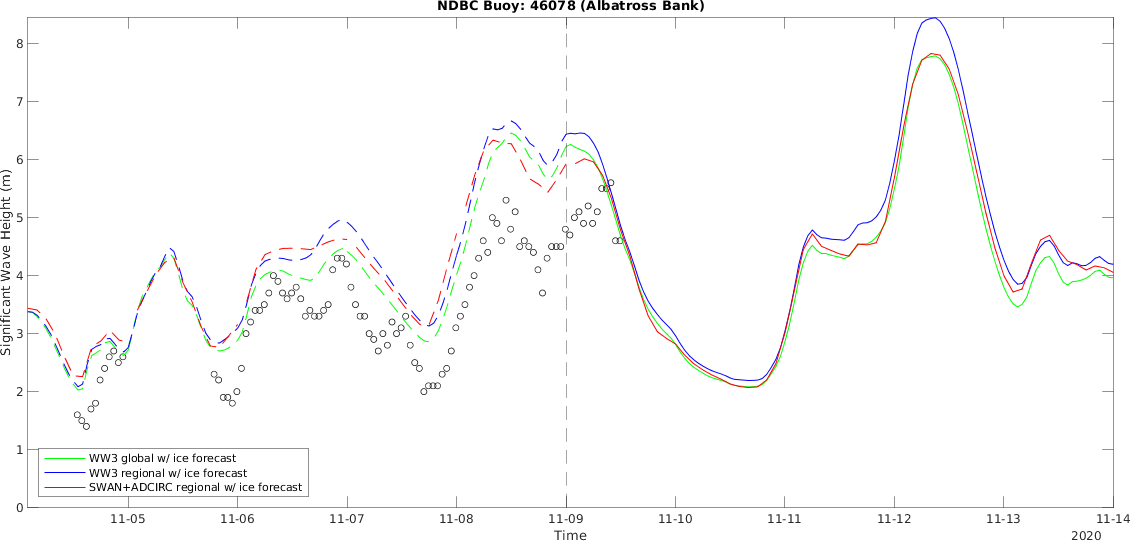 NDBC Buoy: 46078 (Albatross Bank)
8
7
6
5
4
3
2
1
0
Significant Wave Height (m)
WW3 global w/ ice forecast
WW3 regional w/ ice forecast
SWAN+ADCIRC regional w/ ice forecast
11-05 11-06 11-07 11-08 11-09 11-10 11-11 11-12 11-13 11-14
Time
2020